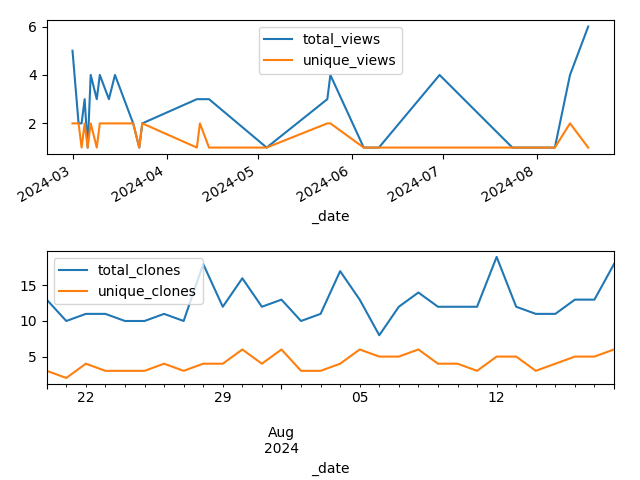 6
4
2
total_views
unique_views
2024-03
2024-04
2024-05
2024-06
2024-07
2024-08
_date
15
10
5
total_clones
unique_clones
22
29
05
12
Aug
2024
_date